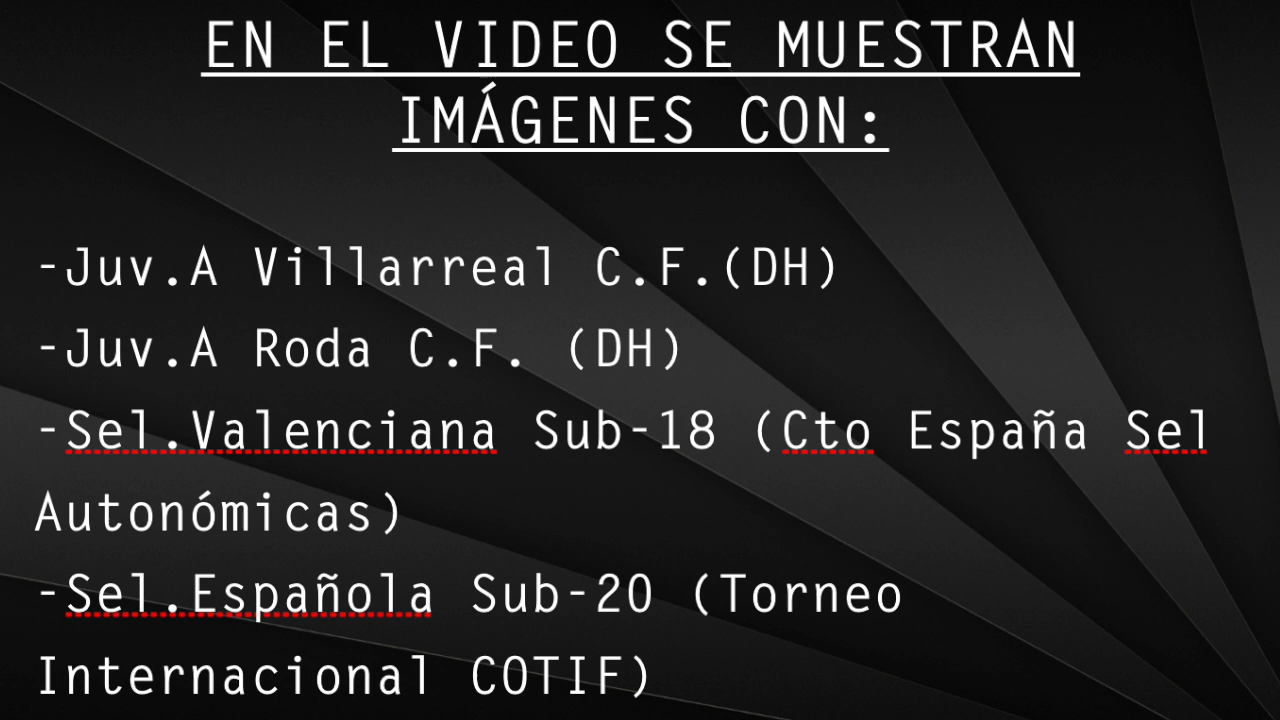 EN EL VIDEO SE MUESTRAN
IMÁGENES CON:
-Juv.A Villarreal C.F.(DH)
-Juv.A Roda C.F. (DH)
-Sel.Valenciana Sub-18 (Cto España Sel
Autonómicas)
-Sel.Española Sub-20 (Torneo
Internacional COTIF)